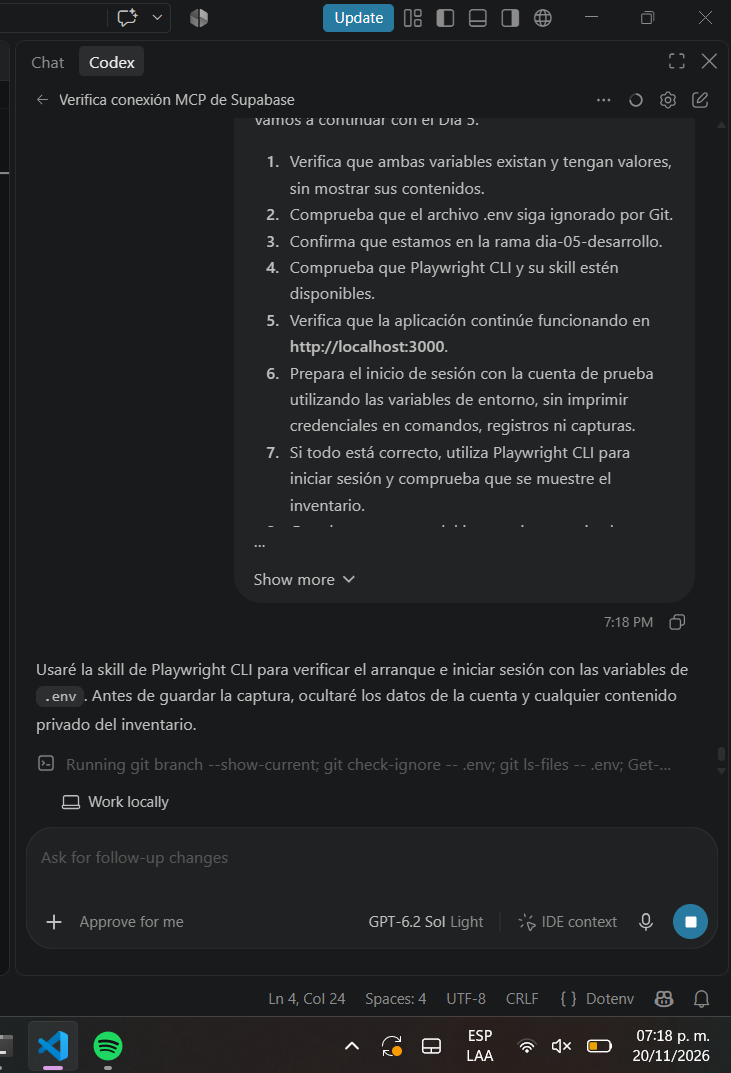 Update
Chat
Codex
Verifica conexión MCP de Supabase
vamos a continuar con el Día 5.
1. Verifica que ambas variables existan y tengan valores,
sin mostrar sus contenidos.
2. Comprueba que el archivo .env siga ignorado por Git.
3. Confirma que estamos en la rama dia-05-desarrollo.
4. Comprueba que Playwright CLI y su skill estén
disponibles.
5. Verifica que la aplicación continúe funcionando en
http://localhost:3000.
6. Prepara el inicio de sesión con la cuenta de prueba
utilizando las variables de entorno, sin imprimir
credenciales en comandos, registros ni capturas.
7. Si todo está correcto, utiliza Playwright CLI para
iniciar sesión y comprueba que se muestre el
inventario.
...
Show more
7:18 PM
Usaré la skill de Playwright CLI para verificar el arranque e iniciar sesión con las variables de
.env. Antes de guardar la captura, ocultaré los datos de la cuenta y cualquier contenido
privado del inventario.
Running git branch --show-current; git check-ignore -- .env; git ls-files -- .env; Get-...
Work locally
Ask for follow-up changes
Approve for me
GPT-6.2 Sol Light
IDE context
Ln 4, Col 24 Spaces: 4 UTF-8 CRLF { } Dotenv
ESP
LAA
07:18 p. m.
20/11/2026